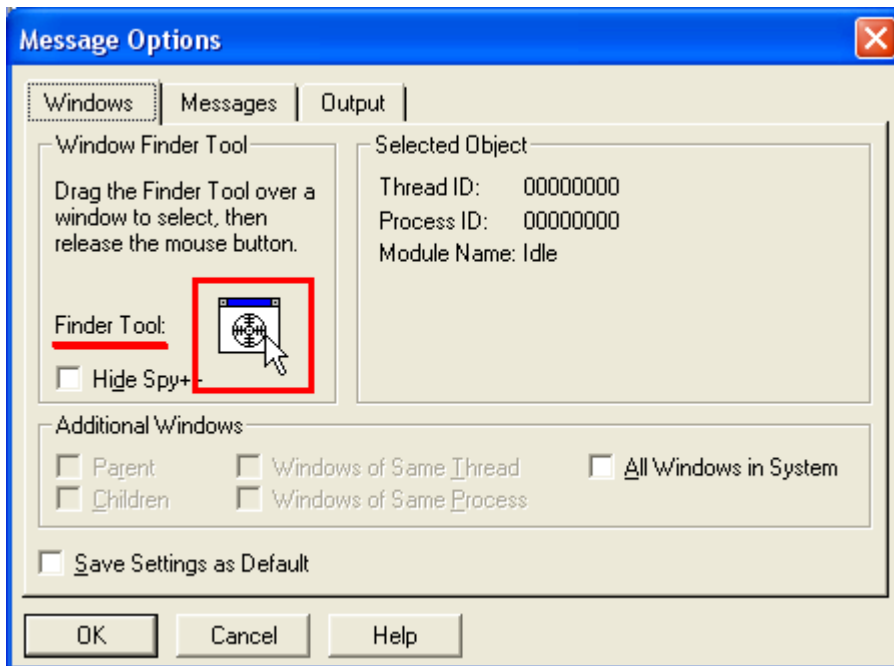 Message Options
Windows
Messages
Output
Window Finder Tool
Drag the Finder Tool over a
window to select, then
release the mouse button.
Finder Tool:
Hide Spy++
Selected Object
Thread ID: 00000000
Process ID: 00000000
Module Name: Idle
Additional Windows
Parent
Windows of Same Thread
All Windows in System
Children
Windows of Same Process
Save Settings as Default
OK
Cancel
Help